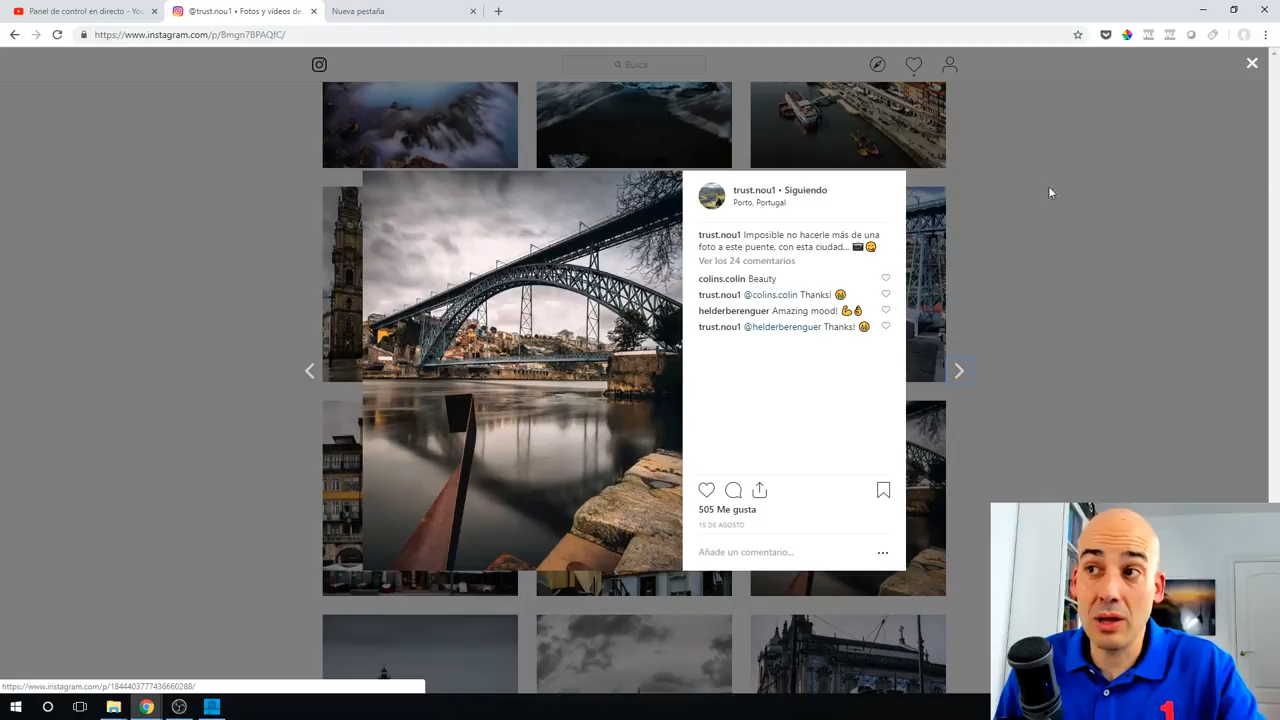 Panel de control en directo - You
@trust.nou1 • Fotos y vídeos de
Nueva pestaña
https://www.instagram.com/p/Bmgn7BPAQfC/
Busca
trust.nou1 • Siguiendo
Porto, Portugal
trust.nou1 Imposible no hacerle más de una
foto a este puente, con esta ciudad... 📷😋
Ver los 24 comentarios
colins.colin Beauty
trust.nou1 @colins.colin Thanks! 😁
helderberenguer Amazing mood! 💪👌
trust.nou1 @helderberenguer Thanks! 😁
505 Me gusta
15 DE AGOSTO
Añade un comentario...
https://www.instagram.com/p/1844403777436660288/
1